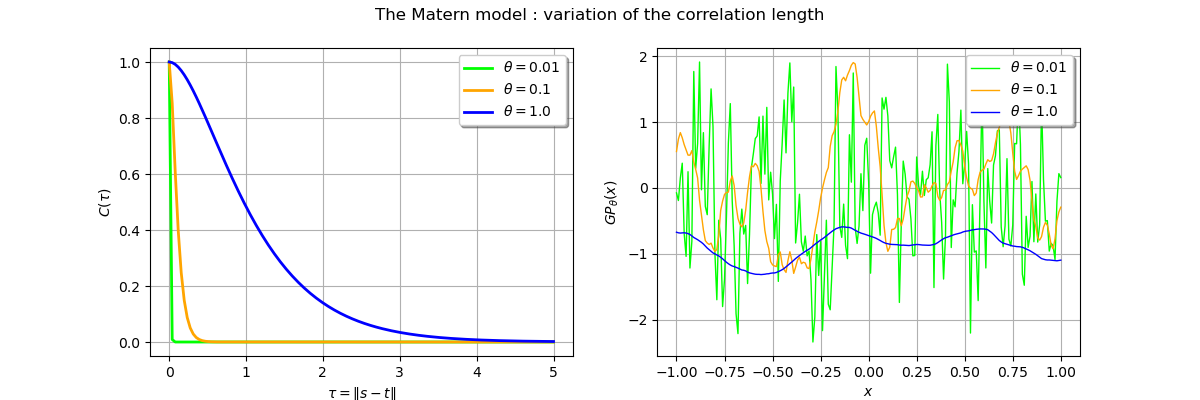 The Matern model : variation of the correlation length
1.0
0.8
0.6
0.4
0.2
0.0
C(τ)
0
1
2
3
4
5
τ = ‖s − t‖
θ = 0.01
θ = 0.1
θ = 1.0
2
1
0
−1
−2
GP_θ(x)
−1.00
−0.75
−0.50
−0.25
0.00
0.25
0.50
0.75
1.00
x
θ = 0.01
θ = 0.1
θ = 1.0